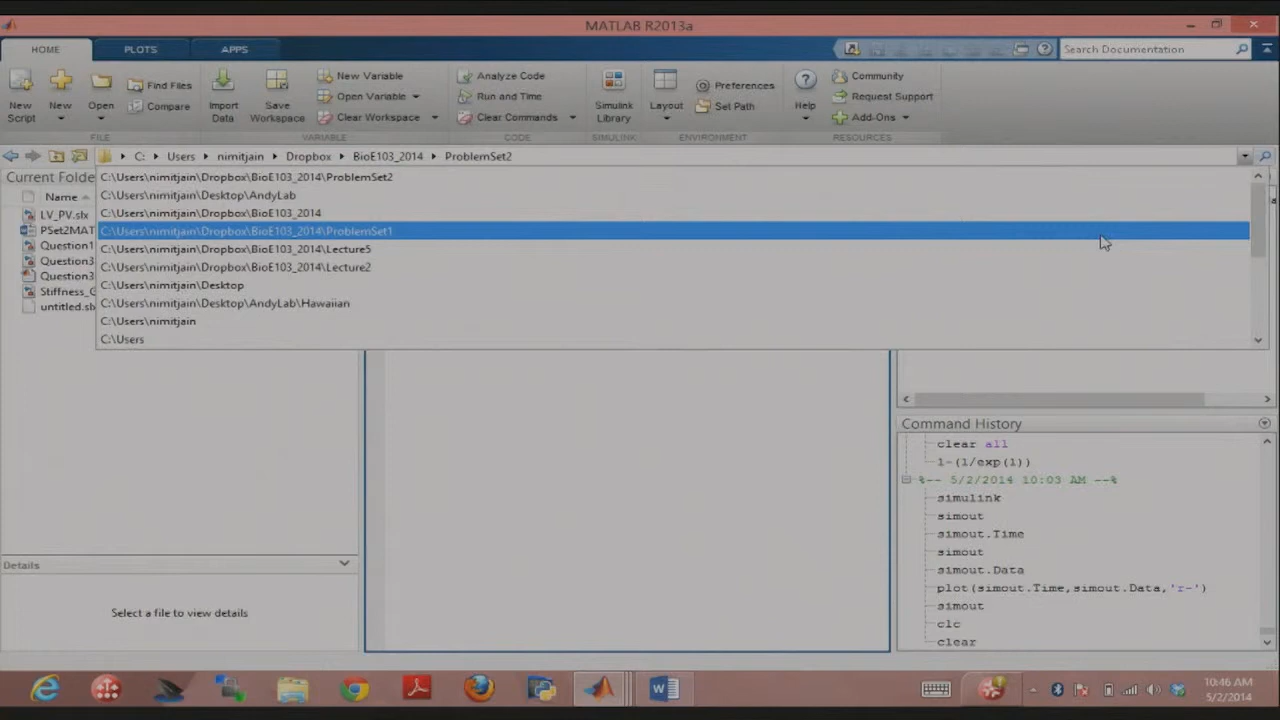 MATLAB R2013a
HOME PLOTS APPS Search Documentation
New Script
New
Open
Find Files
Compare
Import Data
Save Workspace
New Variable
Open Variable
Clear Workspace
Analyze Code
Run and Time
Clear Commands
Simulink Library
Layout
Preferences
Set Path
Help
Community
Request Support
Add-Ons
FILE VARIABLE CODE SIMULINK ENVIRONMENT RESOURCES
C: Users nimitjain Dropbox BioE103_2014 ProblemSet2
Current Folde
Name
LV_PV.slx
PSet2MAT
Question1
Question3
Question3
Stiffness_
untitled.sl
C:\Users\nimitjain\Dropbox\BioE103_2014\ProblemSet2
C:\Users\nimitjain\Desktop\AndyLab
C:\Users\nimitjain\Dropbox\BioE103_2014
C:\Users\nimitjain\Dropbox\BioE103_2014\ProblemSet1
C:\Users\nimitjain\Dropbox\BioE103_2014\Lecture5
C:\Users\nimitjain\Dropbox\BioE103_2014\Lecture2
C:\Users\nimitjain\Desktop
C:\Users\nimitjain\Desktop\AndyLab\Hawaiian
C:\Users\nimitjain
C:\Users
Command History
clear all
1-(1/exp(1))
%-- 5/2/2014 10:03 AM --%
simulink
simout
simout.Time
simout
simout.Data
plot(simout.Time,simout.Data,'r-')
simout
clc
clear
Details
Select a file to view details
10:46 AM
5/2/2014